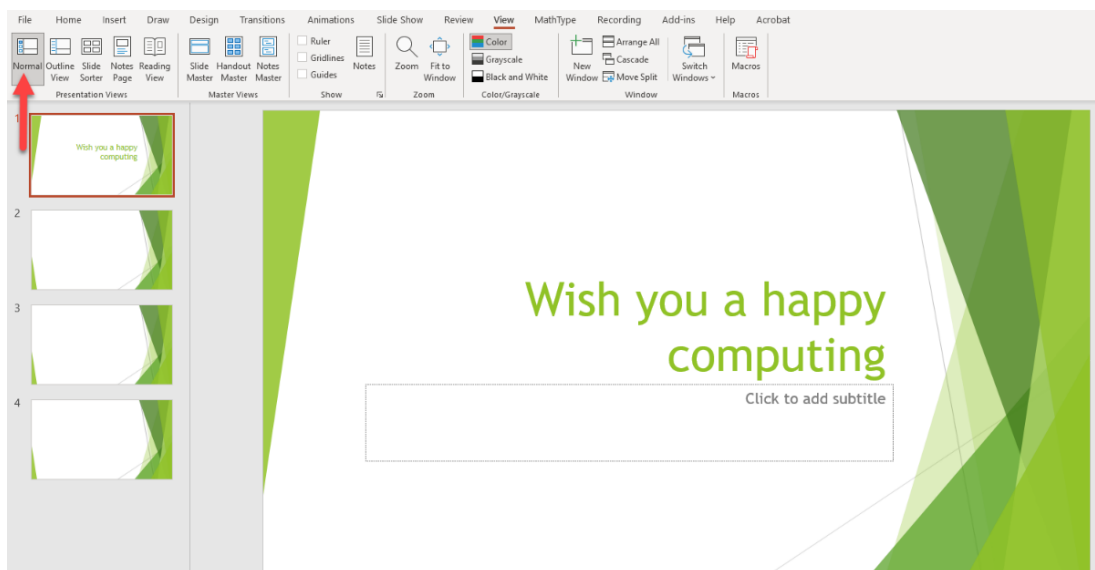 File Home Insert Draw Design Transitions Animations Slide Show Review View MathType Recording Add-ins Help Acrobat
Normal Outline View Slide Sorter Notes Page Reading View
Presentation Views
Slide Master Handout Master Notes Master
Master Views
Ruler
Gridlines
Guides
Notes
Show
Zoom Fit to Window
Zoom
Color
Grayscale
Black and White
Color/Grayscale
New Window
Arrange All
Cascade
Move Split
Switch Windows
Window
Macros
Macros
1
Wish you a happy
computing
2
3
4
Wish you a happy
computing
Click to add subtitle